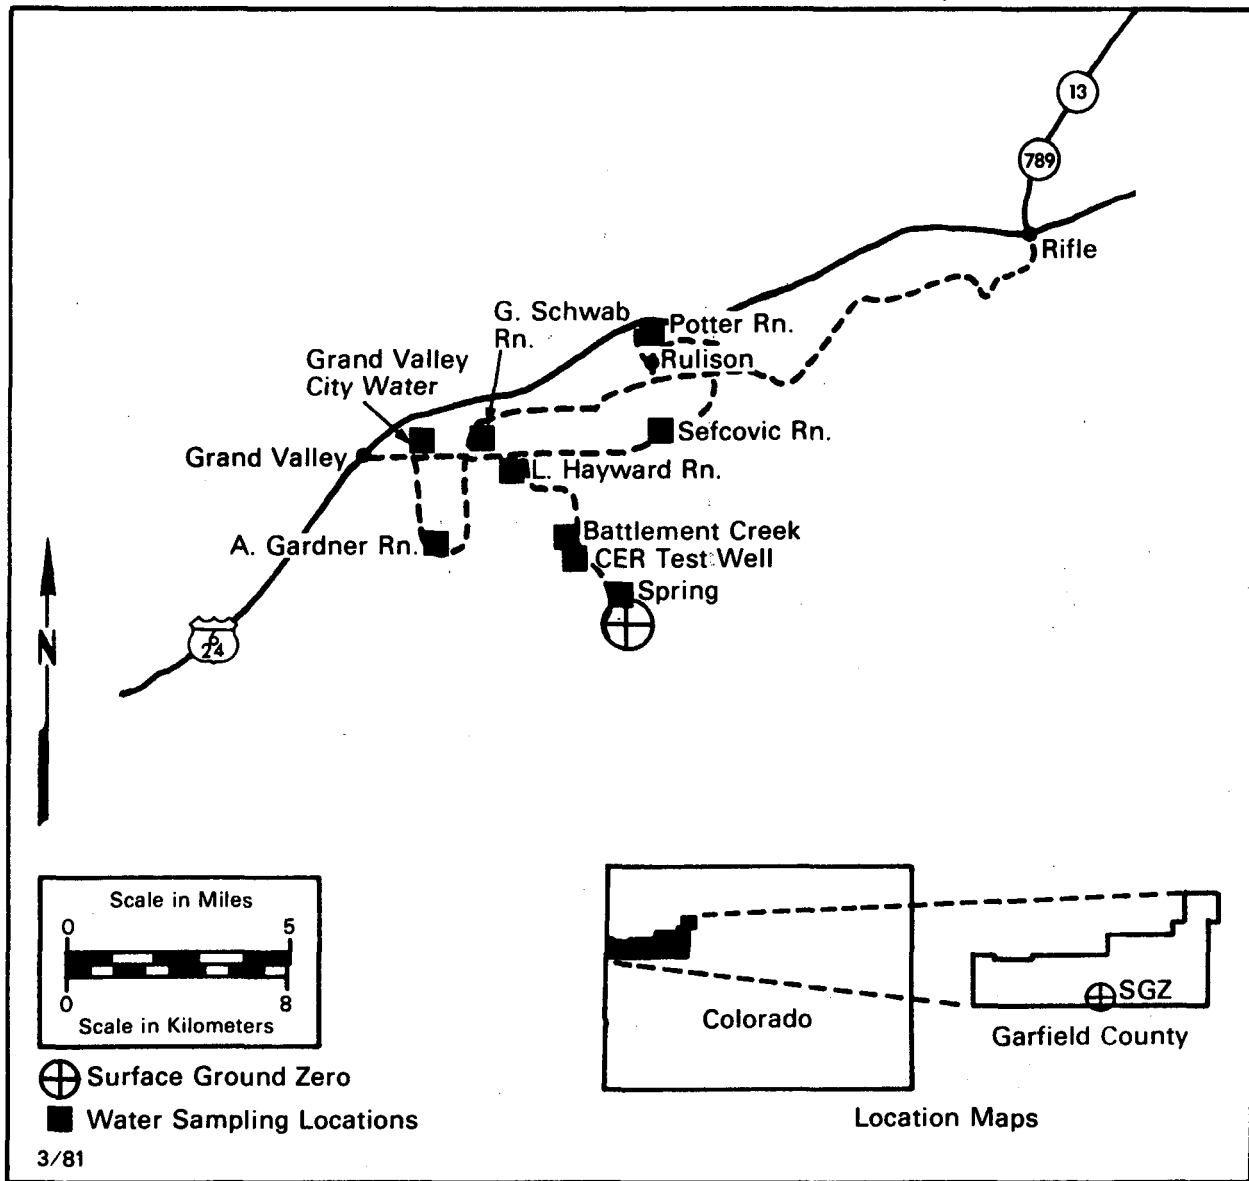 13
789
Rifle
G. Schwab
Rn.
Potter Rn.
Rulison
Grand Valley
City Water
Sefcovic Rn.
Grand Valley
L. Hayward Rn.
A. Gardner Rn.
Battlement Creek
CER Test Well
Spring
6
24
N
Scale in Miles
0 5
0 8
Scale in Kilometers
Surface Ground Zero
Water Sampling Locations
3/81
Colorado
SGZ
Garfield County
Location Maps